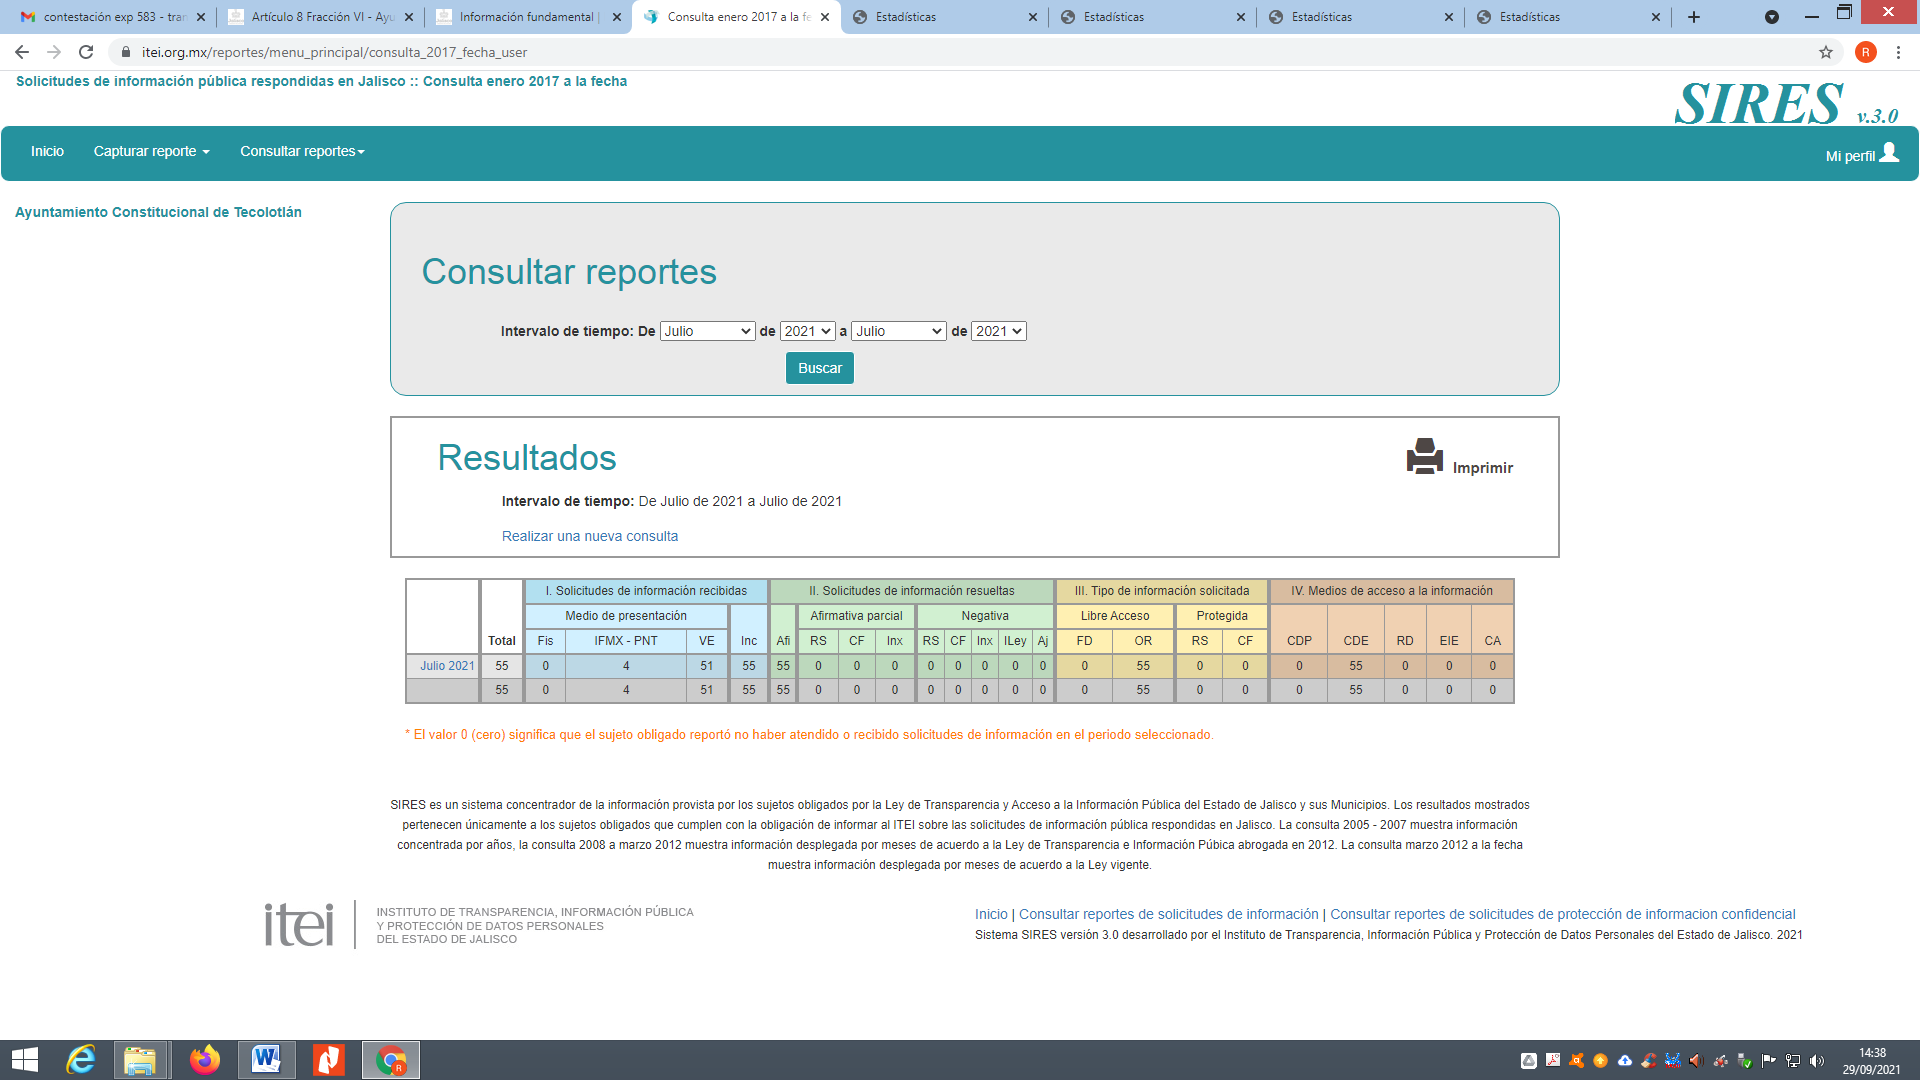 contestación exp 583 - tran
Artículo 8 Fracción VI - Ayu
Información fundamental |
Consulta enero 2017 a la fe
Estadísticas
Estadísticas
Estadísticas
Estadísticas
itei.org.mx/reportes/menu_principal/consulta_2017_fecha_user
R
Solicitudes de información pública respondidas en Jalisco :: Consulta enero 2017 a la fecha
SIRES v.3.0
Inicio Capturar reporte Consultar reportes Mi perfil
Ayuntamiento Constitucional de Tecolotlán
Consultar reportes
Intervalo de tiempo: De Julio de 2021 a Julio de 2021
Buscar
Resultados
Imprimir
Intervalo de tiempo: De Julio de 2021 a Julio de 2021
Realizar una nueva consulta
I. Solicitudes de información recibidas II. Solicitudes de información resueltas III. Tipo de información solicitada IV. Medios de acceso a la información
Medio de presentación Afirmativa parcial Negativa Libre Acceso Protegida
Total Fis IFMX - PNT VE Inc Afi RS CF Inx RS CF Inx ILey Aj FD OR RS CF CDP CDE RD EIE CA
Julio 2021 55 0 4 51 55 55 0 0 0 0 0 0 0 0 0 55 0 0 0 55 0 0 0
55 0 4 51 55 55 0 0 0 0 0 0 0 0 0 55 0 0 0 55 0 0 0
* El valor 0 (cero) significa que el sujeto obligado reportó no haber atendido o recibido solicitudes de información en el periodo seleccionado.
SIRES es un sistema concentrador de la información provista por los sujetos obligados por la Ley de Transparencia y Acceso a la Información Pública del Estado de Jalisco y sus Municipios. Los resultados mostrados
pertenecen únicamente a los sujetos obligados que cumplen con la obligación de informar al ITEI sobre las solicitudes de información pública respondidas en Jalisco. La consulta 2005 - 2007 muestra información
concentrada por años, la consulta 2008 a marzo 2012 muestra información desplegada por meses de acuerdo a la Ley de Transparencia e Información Púbica abrogada en 2012. La consulta marzo 2012 a la fecha
muestra información desplegada por meses de acuerdo a la Ley vigente.
itei
INSTITUTO DE TRANSPARENCIA, INFORMACIÓN PÚBLICA
Y PROTECCIÓN DE DATOS PERSONALES
DEL ESTADO DE JALISCO
Inicio | Consultar reportes de solicitudes de información | Consultar reportes de solicitudes de protección de informacion confidencial
Sistema SIRES versión 3.0 desarrollado por el Instituto de Transparencia, Información Pública y Protección de Datos Personales del Estado de Jalisco. 2021
14:38
29/09/2021